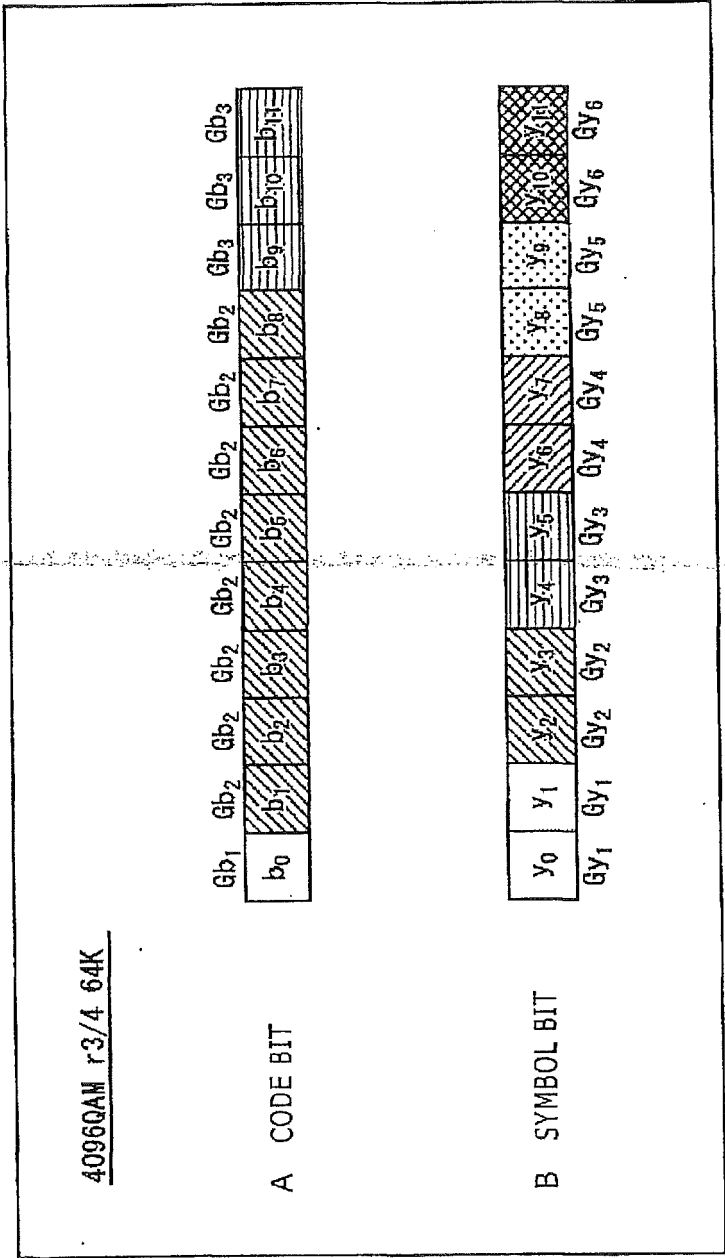 4096QAM r3/4 64K
A CODE BIT
Gb1 Gb2 Gb2 Gb2 Gb2 Gb2 Gb2 Gb2 Gb2 Gb3 Gb3 Gb3
b0 b1 b2 b3 b4 b5 b6 b7 b8 b9 b10 b11
B SYMBOL BIT
y0 y1 y2 y3 y4 y5 y6 y7 y8 y9 y10 y11
Gy1 Gy1 Gy2 Gy2 Gy3 Gy3 Gy4 Gy4 Gy5 Gy5 Gy6 Gy6